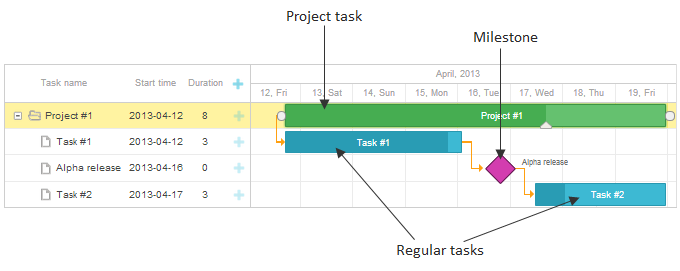 Project task
Milestone
Task name Start time Duration
April, 2013
12, Fri 13, Sat 14, Sun 15, Mon 16, Tue 17, Wed 18, Thu 19, Fri
Project #1 2013-04-12 8 Project #1
Task #1 2013-04-12 3 Task #1
Alpha release 2013-04-16 0 Alpha release
Task #2 2013-04-17 3 Task #2
Regular tasks